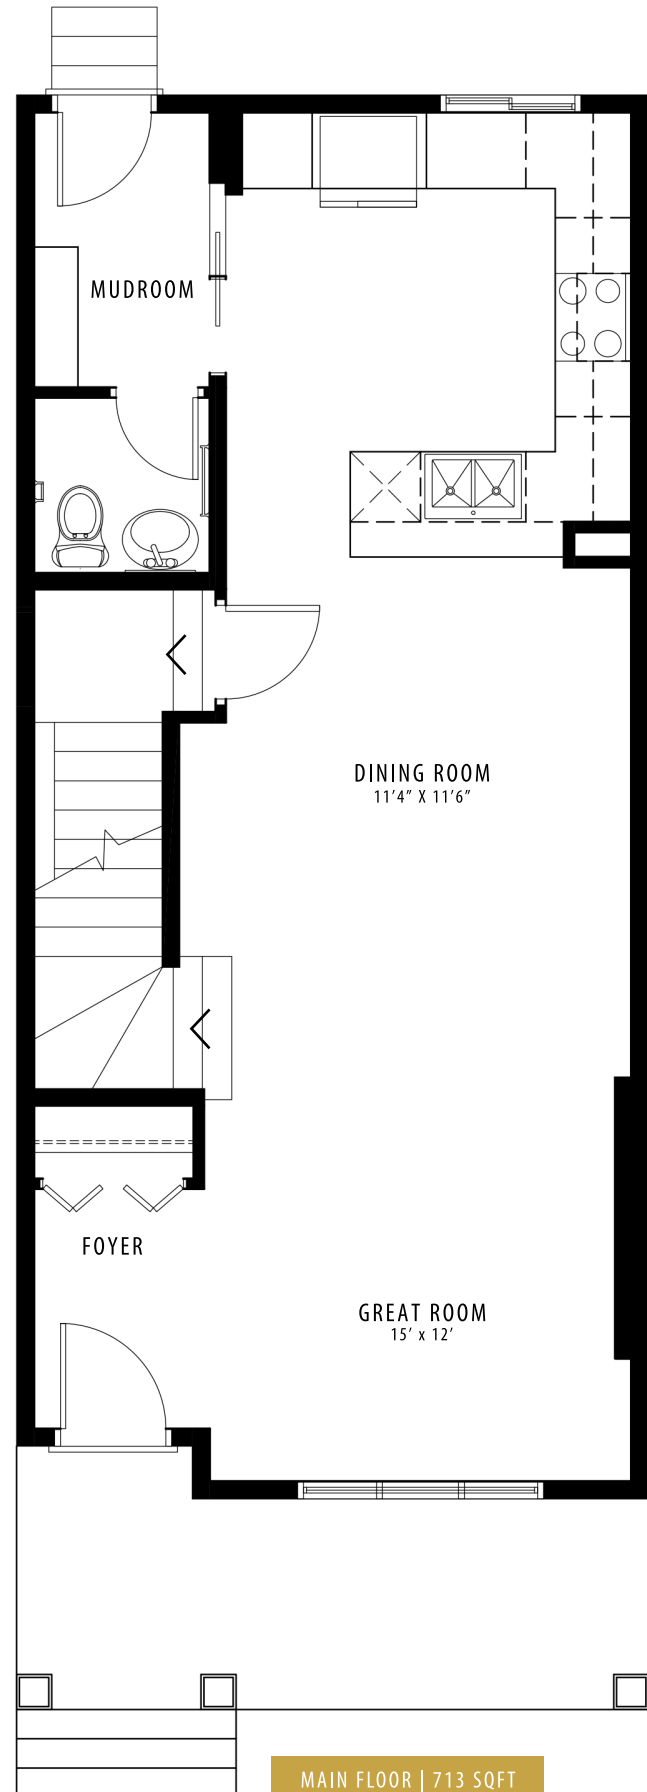 MUDROOM
DINING ROOM
11'4" X 11'6"
FOYER
GREAT ROOM
15' x 12'
MAIN FLOOR | 713 SQFT